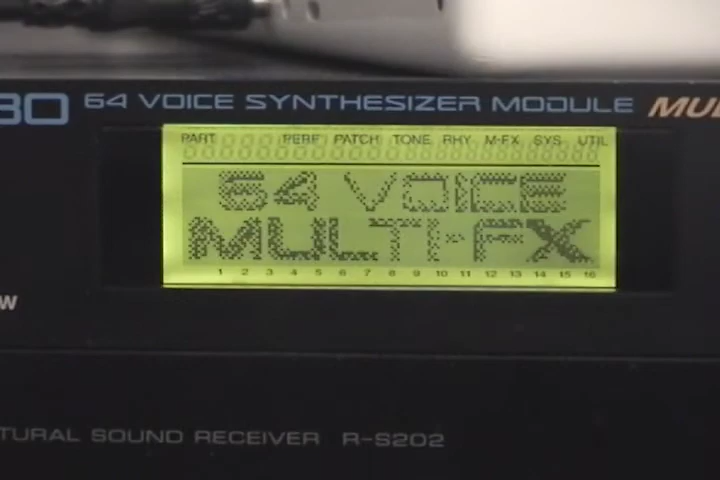 80 64 VOICE SYNTHESIZER MODULE
PART PERF PATCH TONE RHY M-FX SYS UTIL
64 VOICE
MULTI-FX
1 2 3 4 5 6 7 8 9 10 11 12 13 14 15 16
TURAL SOUND RECEIVER R-S202